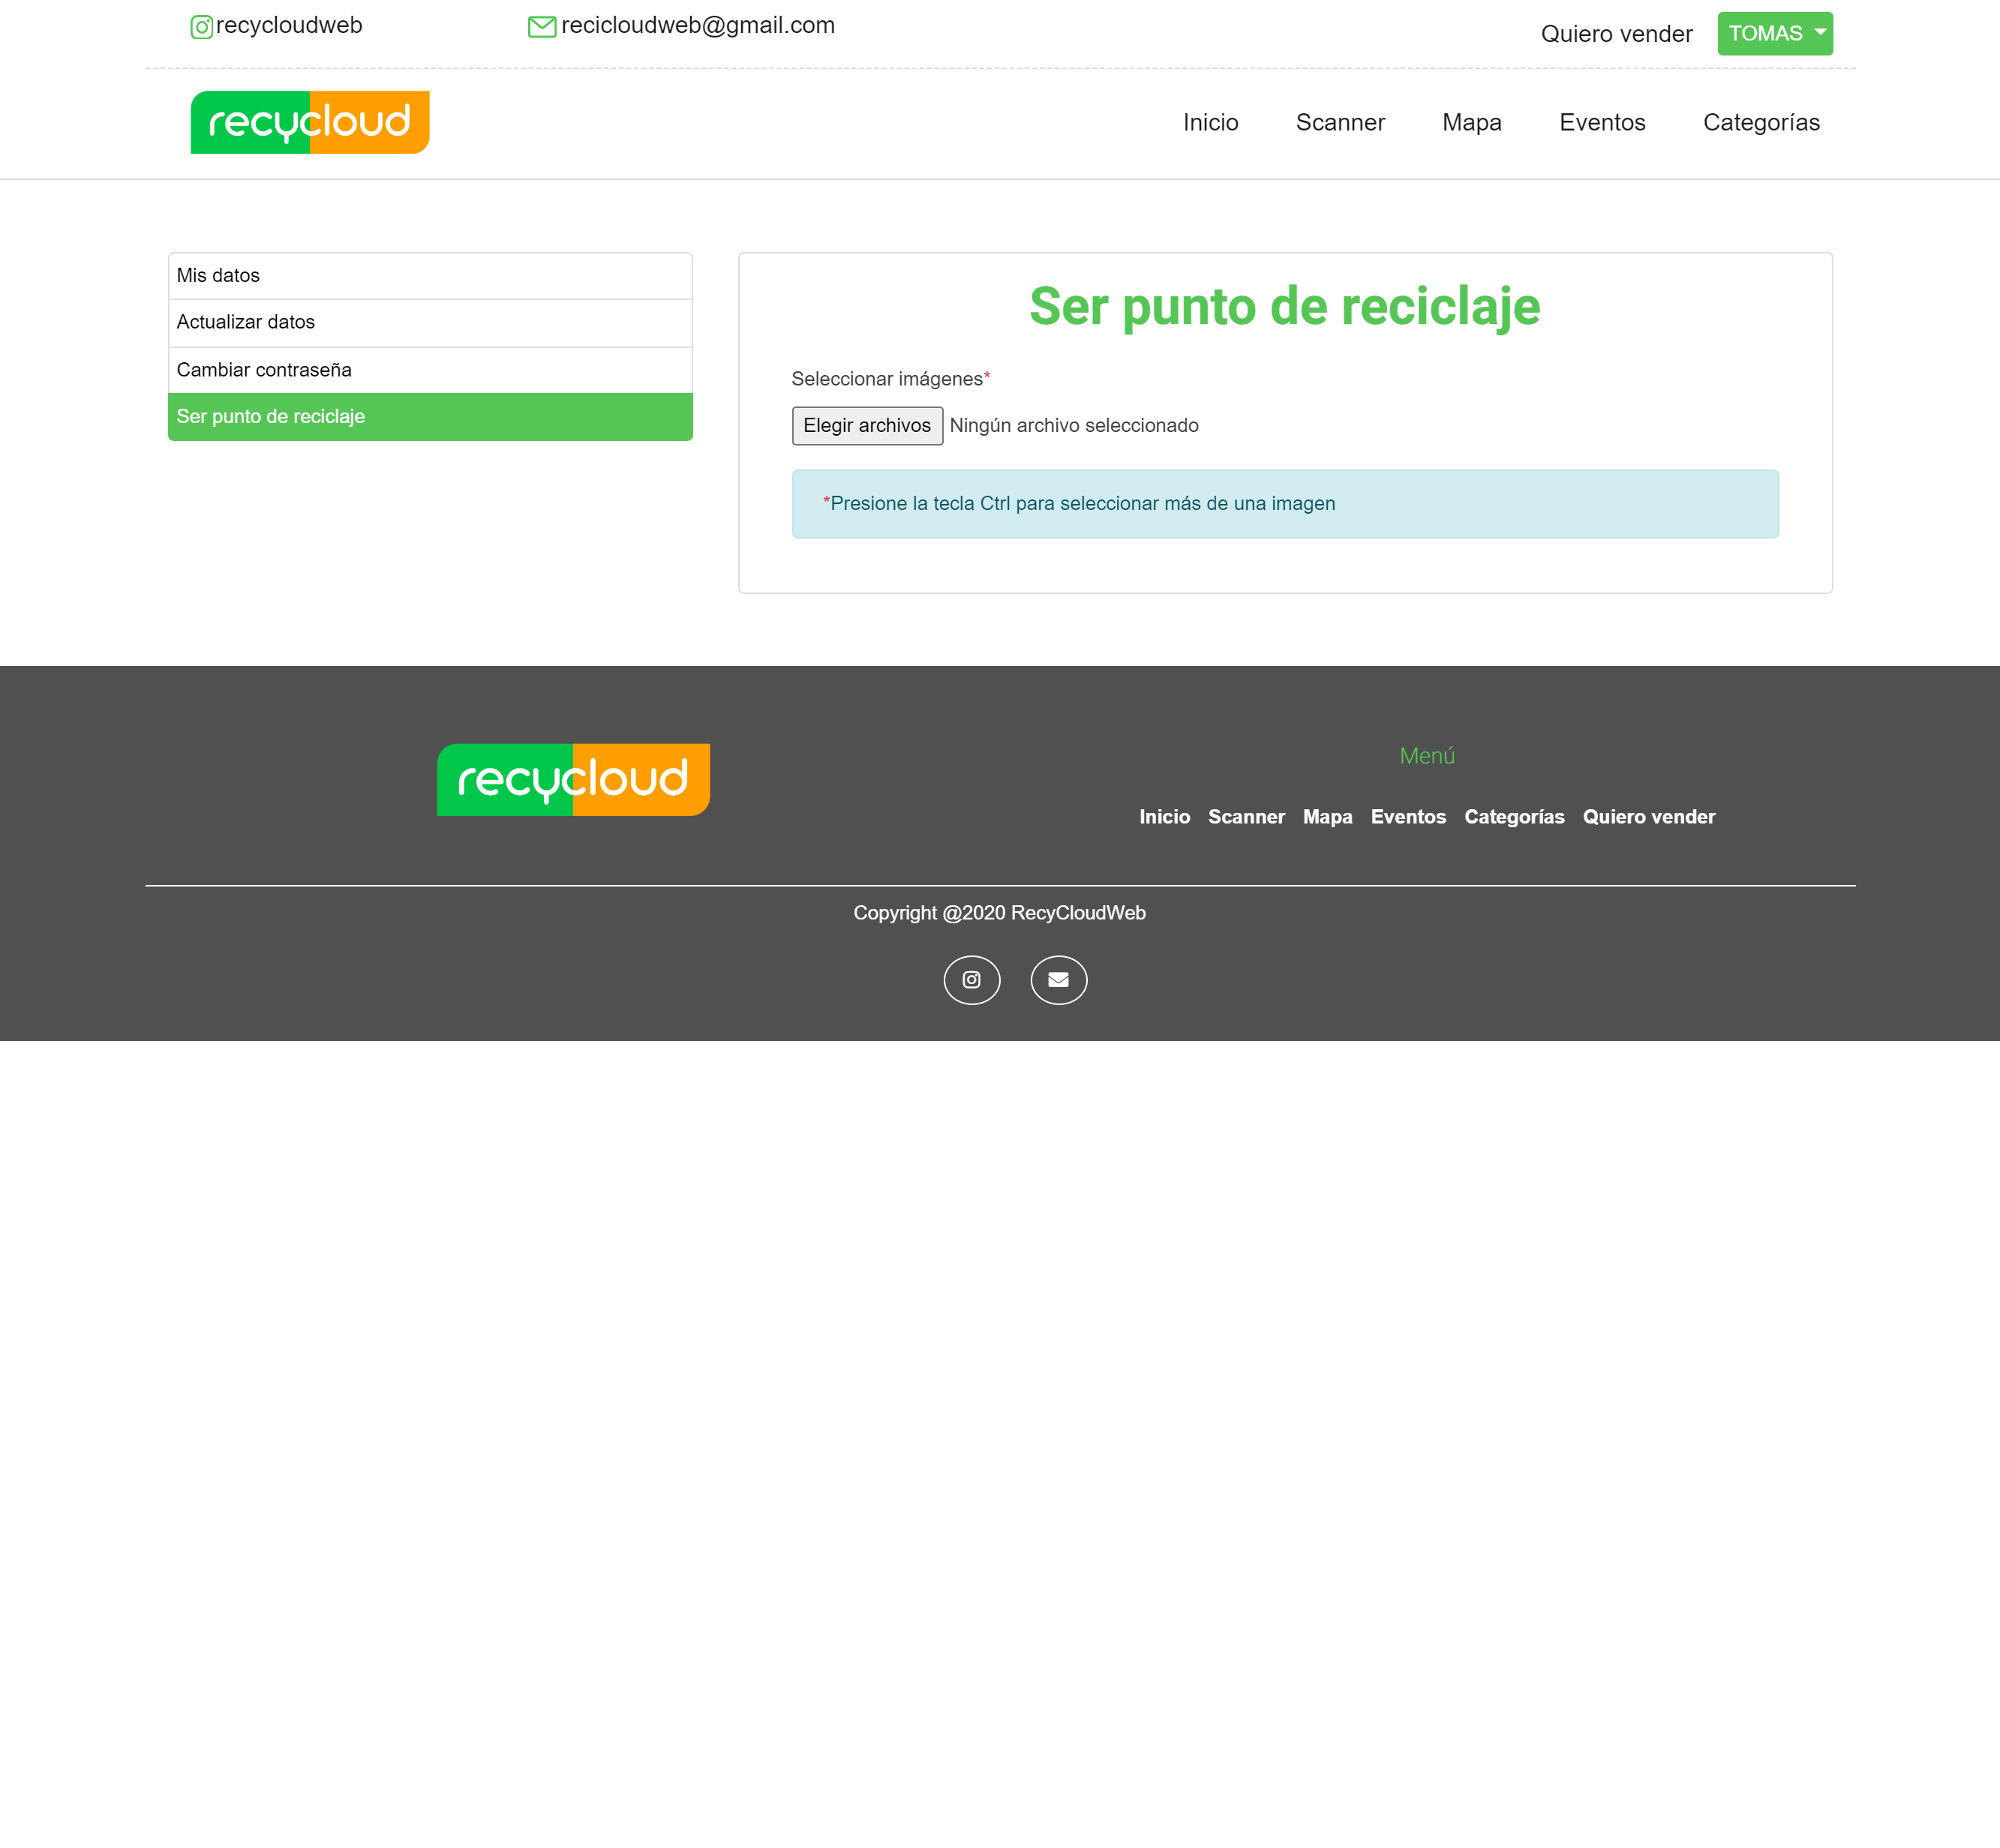 recycloudweb
recicloudweb@gmail.com
Quiero vender
TOMAS
recycloud
Inicio Scanner Mapa Eventos Categorías
Mis datos
Actualizar datos
Cambiar contraseña
Ser punto de reciclaje
Ser punto de reciclaje
Seleccionar imágenes*
Elegir archivos Ningún archivo seleccionado
*Presione la tecla Ctrl para seleccionar más de una imagen
recycloud
Menú
Inicio Scanner Mapa Eventos Categorías Quiero vender
Copyright @2020 RecyCloudWeb